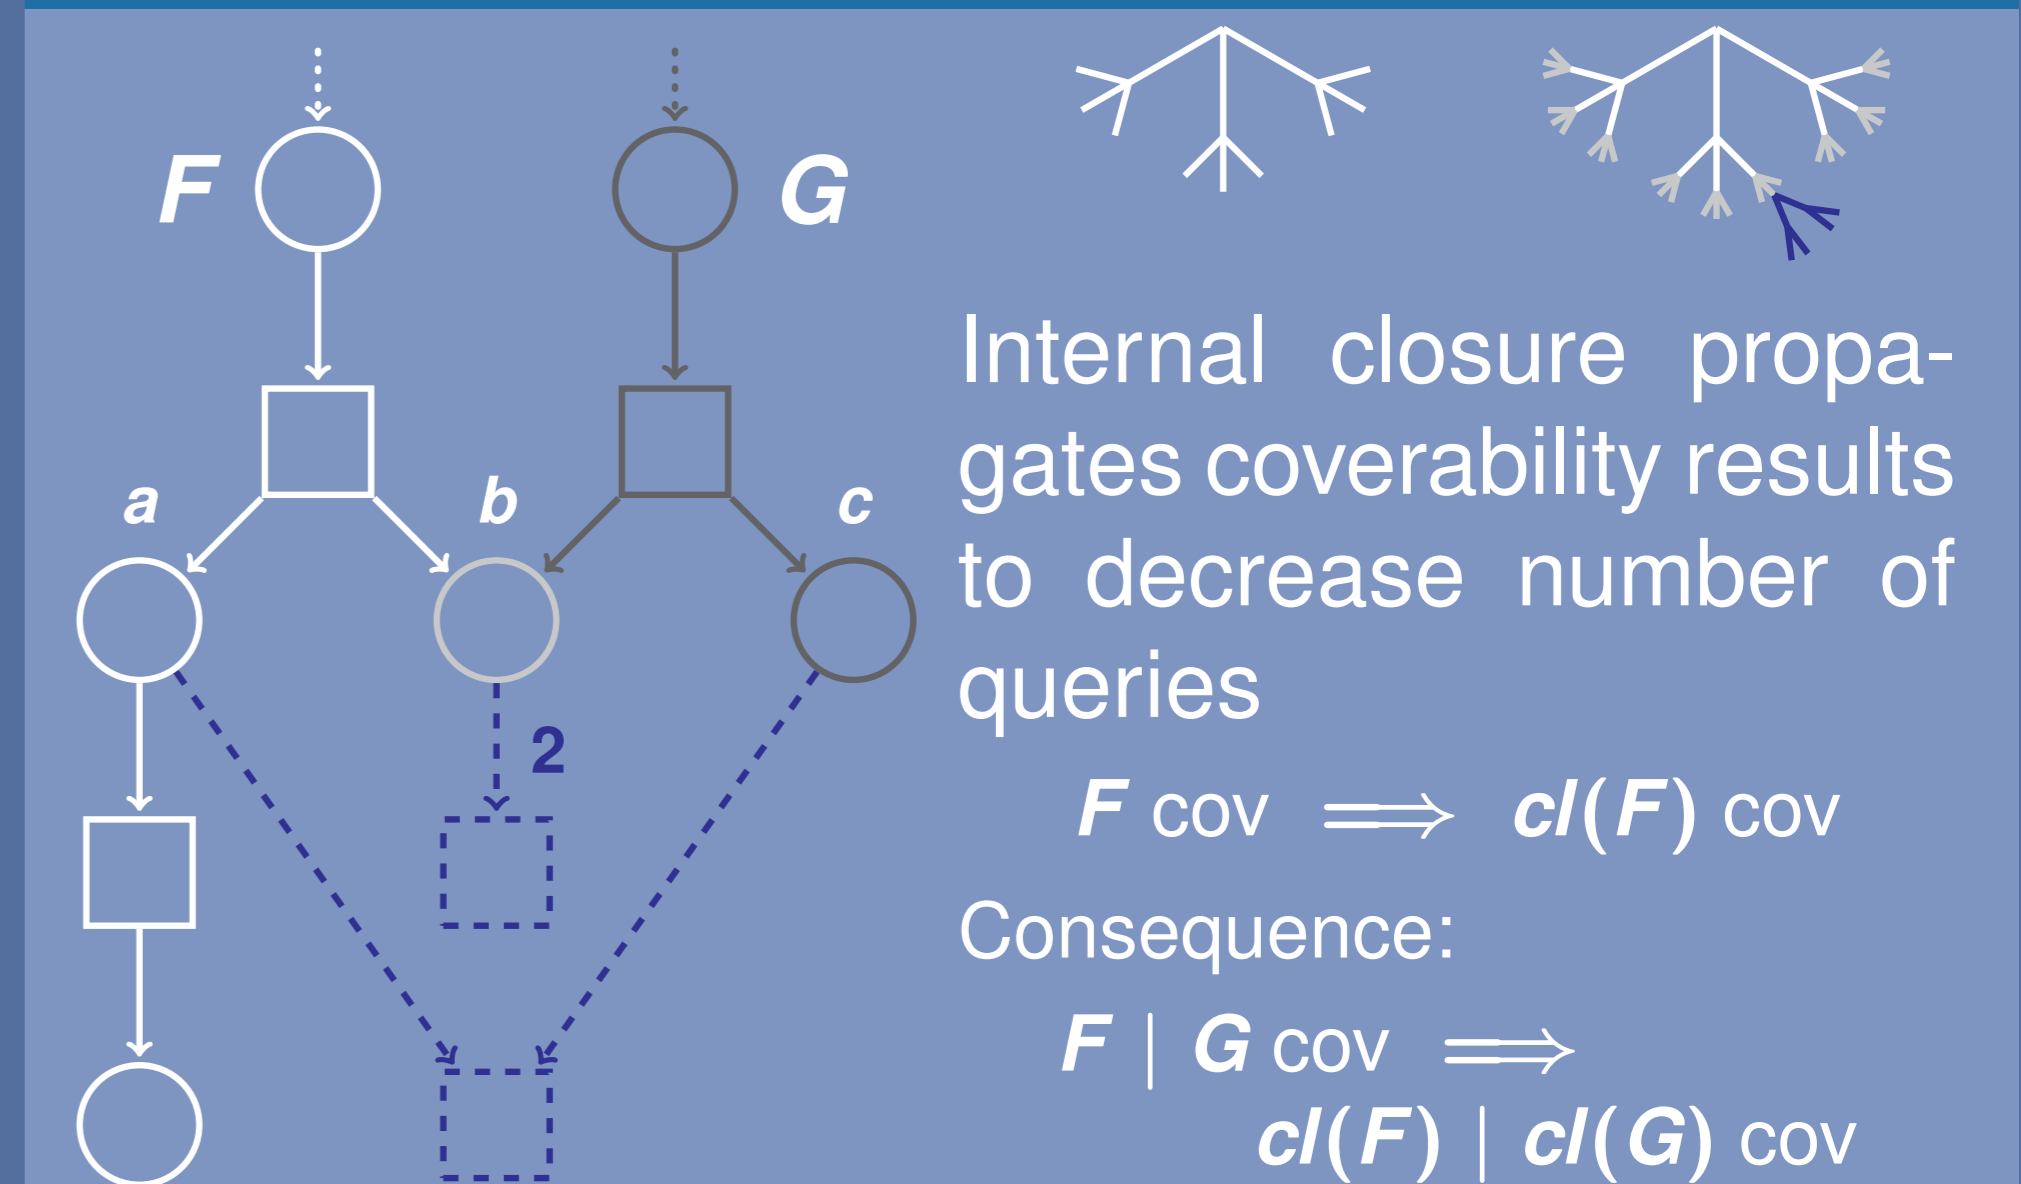 F
G
a
b
c
2
Internal closure propa-
gates coverability results
to decrease number of
queries
F cov ⟹ cl(F) cov
Consequence:
F | G cov ⟹
cl(F) | cl(G) cov